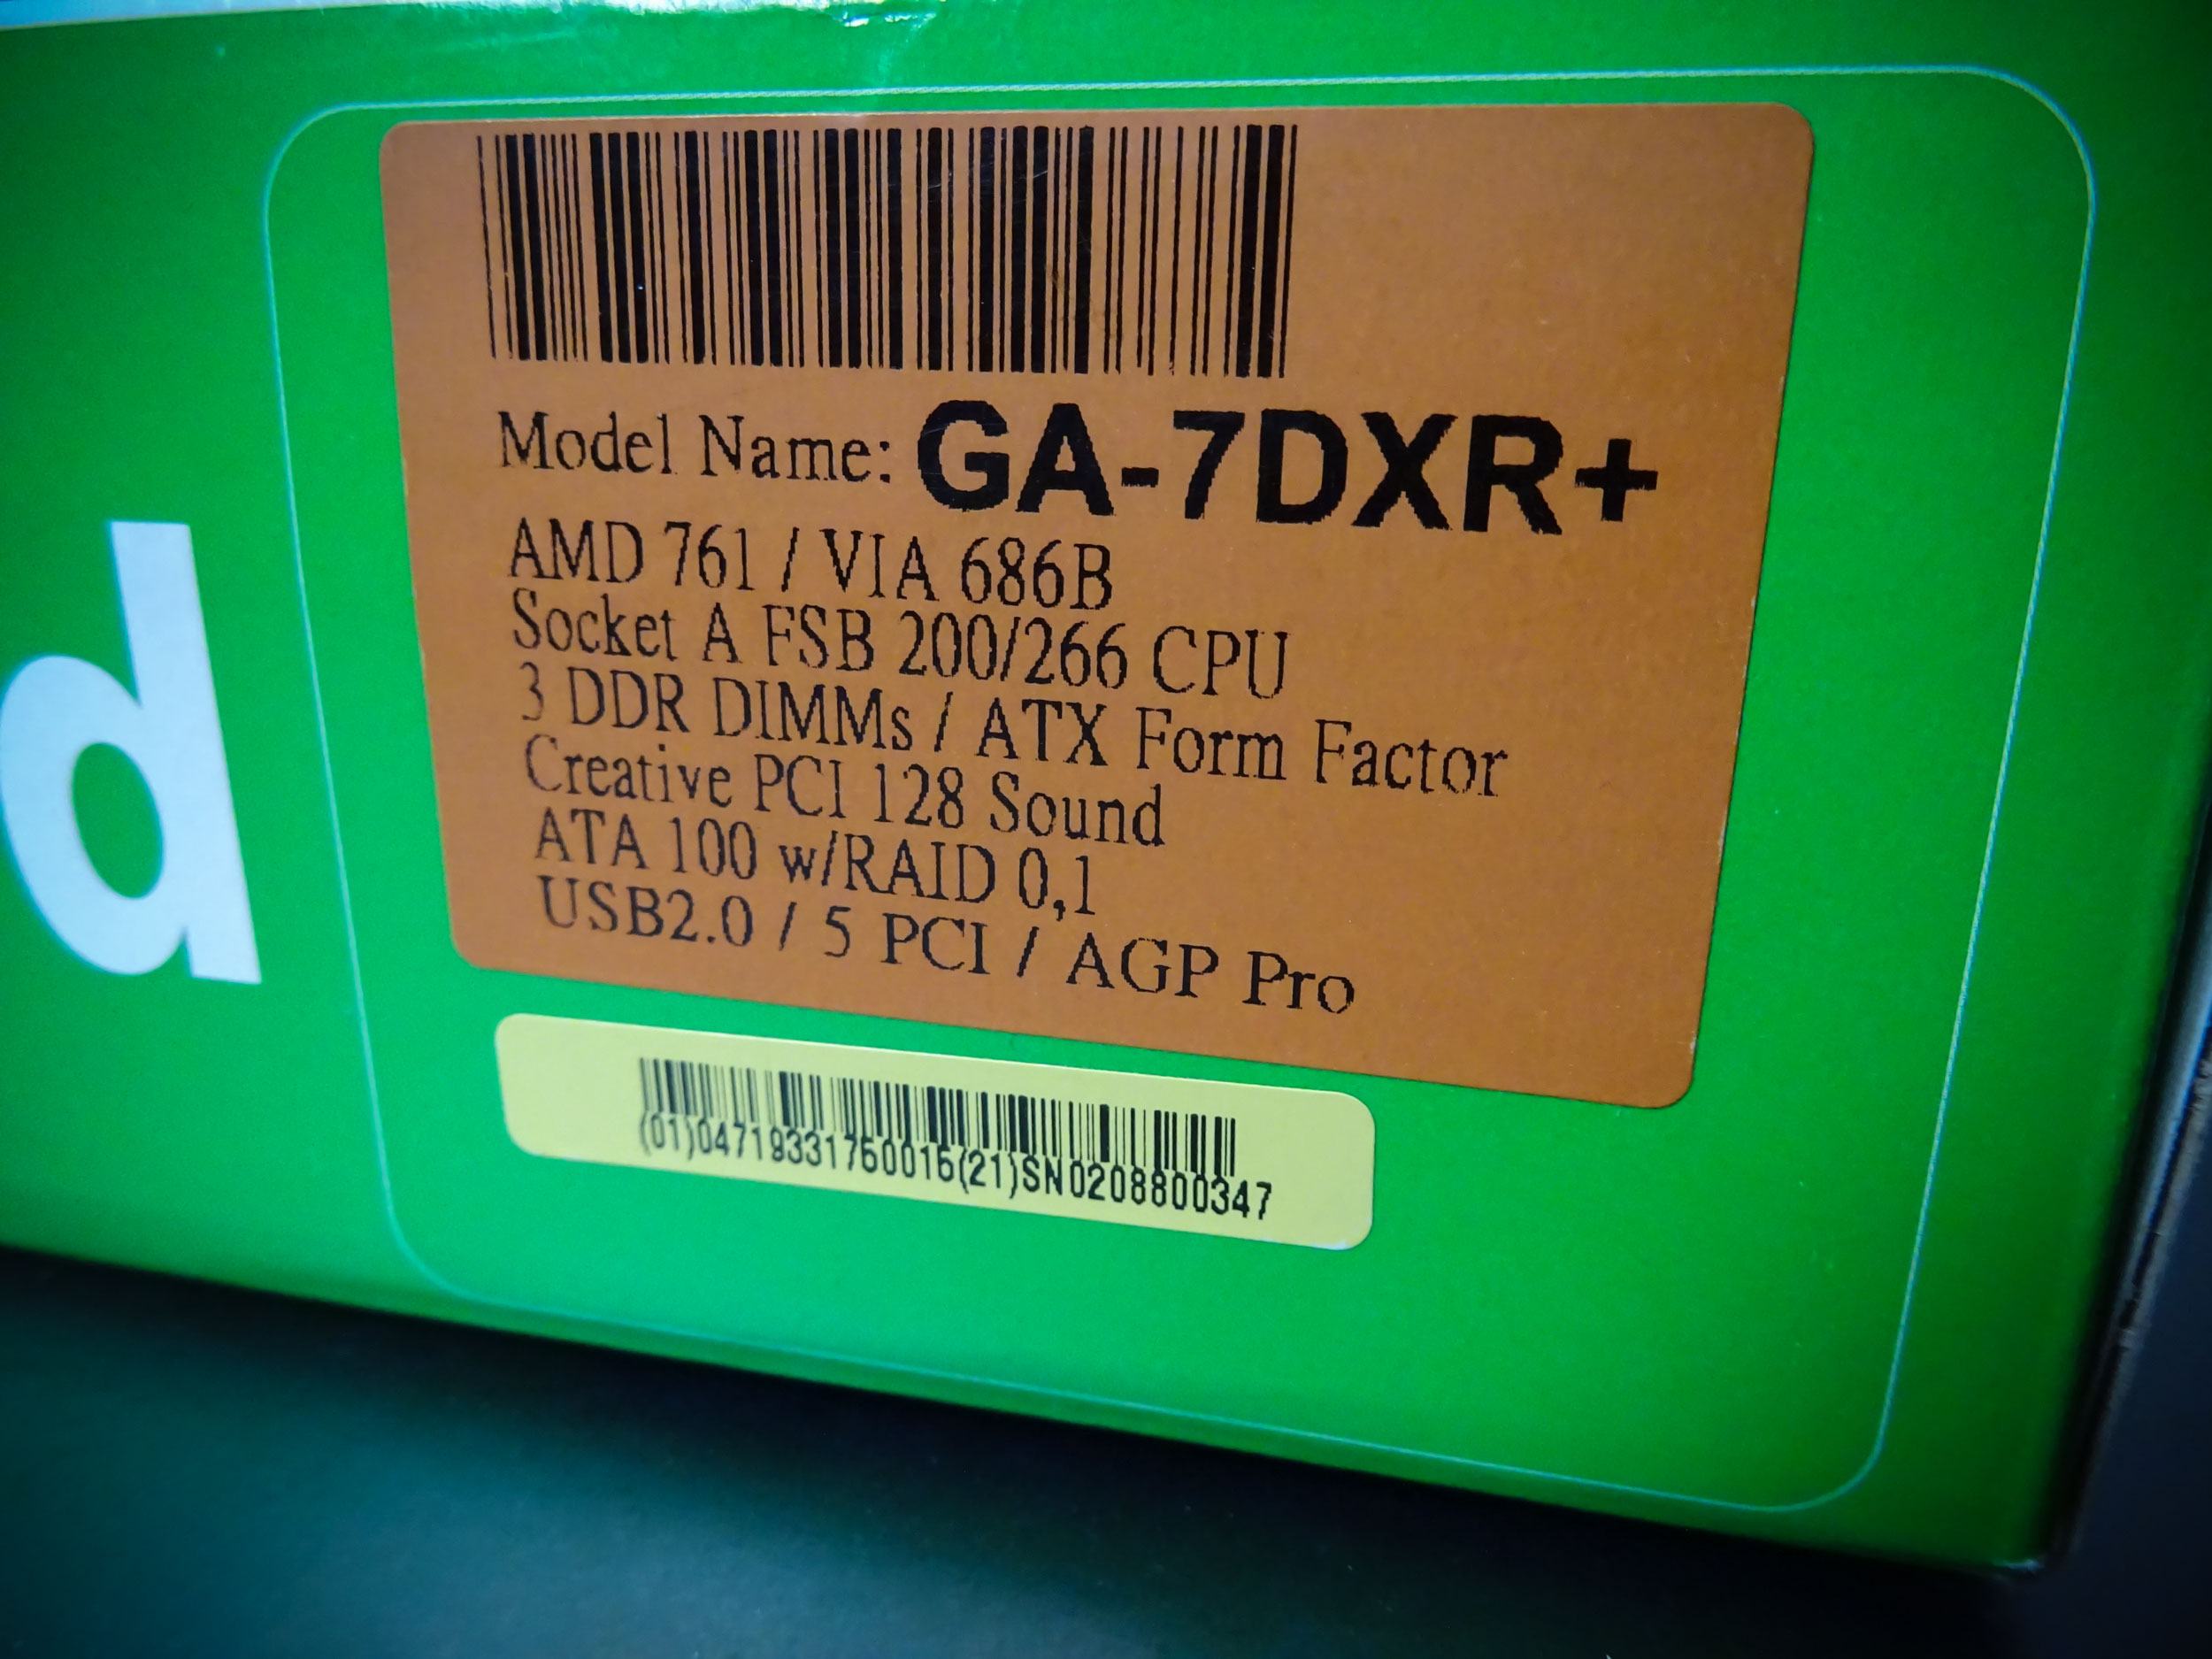 Model Name: GA-7DXR+
AMD 761 / VIA 686B
Socket A FSB 200/266 CPU
3 DDR DIMMs / ATX Form Factor
Creative PCI 128 Sound
ATA 100 w/RAID 0,1
USB2.0 / 5 PCI / AGP Pro
(01)04719331760016(21)SN0208800347
d